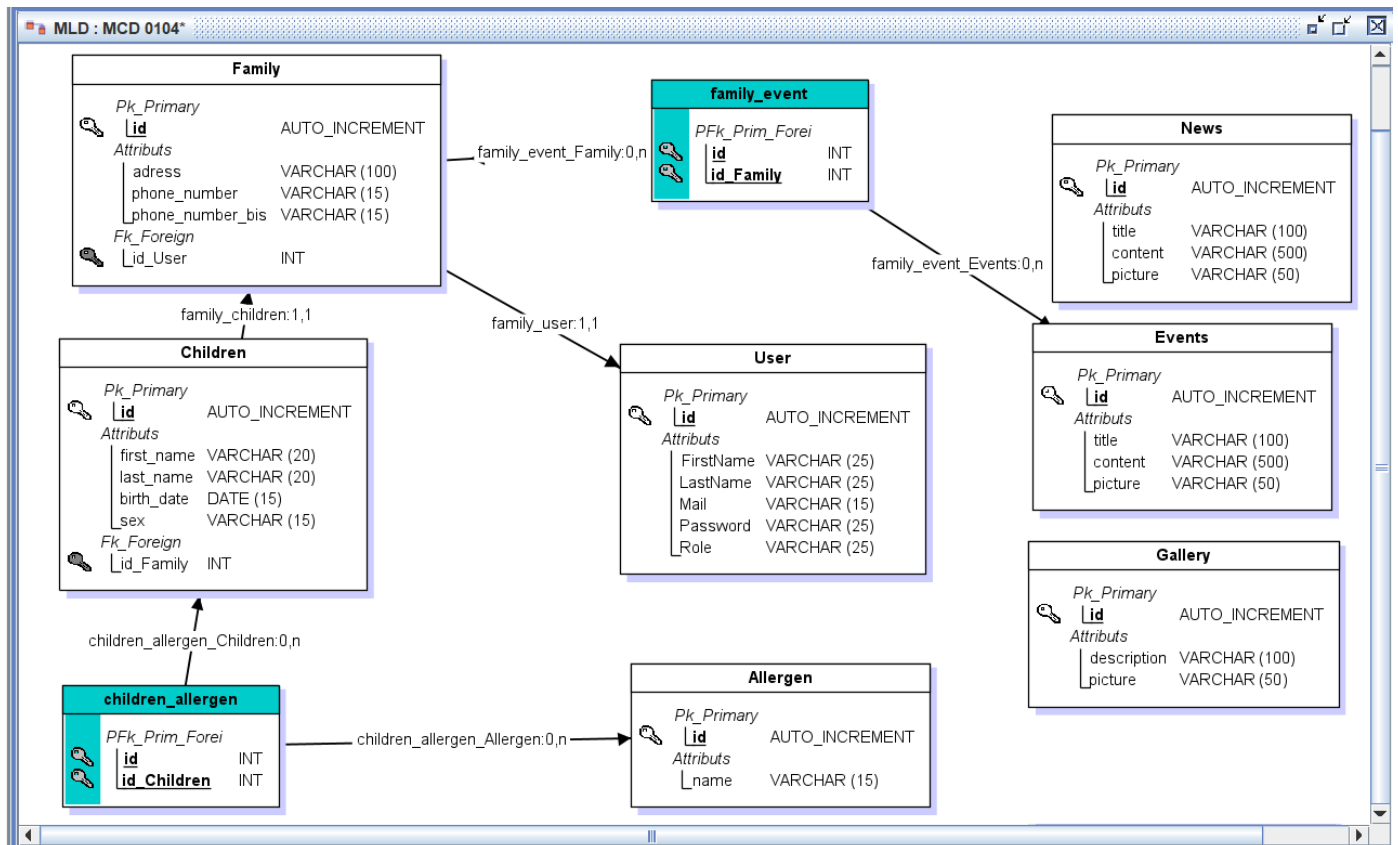 MLD : MCD 0104*
Family
Pk_Primary
id AUTO_INCREMENT
Attributs
adress VARCHAR (100)
phone_number VARCHAR (15)
phone_number_bis VARCHAR (15)
Fk_Foreign
id_User INT
family_event_Family:0,n
family_event
PFk_Prim_Forei
id INT
id_Family INT
News
Pk_Primary
id AUTO_INCREMENT
Attributs
title VARCHAR (100)
content VARCHAR (500)
picture VARCHAR (50)
family_event_Events:0,n
family_children:1,1
family_user:1,1
Children
Pk_Primary
id AUTO_INCREMENT
Attributs
first_name VARCHAR (20)
last_name VARCHAR (20)
birth_date DATE (15)
sex VARCHAR (15)
Fk_Foreign
id_Family INT
User
Pk_Primary
id AUTO_INCREMENT
Attributs
FirstName VARCHAR (25)
LastName VARCHAR (25)
Mail VARCHAR (15)
Password VARCHAR (25)
Role VARCHAR (25)
Events
Pk_Primary
id AUTO_INCREMENT
Attributs
title VARCHAR (100)
content VARCHAR (500)
picture VARCHAR (50)
Gallery
Pk_Primary
id AUTO_INCREMENT
Attributs
description VARCHAR (100)
picture VARCHAR (50)
children_allergen_Children:0,n
children_allergen
PFk_Prim_Forei
id INT
id_Children INT
children_allergen_Allergen:0,n
Allergen
Pk_Primary
id AUTO_INCREMENT
Attributs
name VARCHAR (15)